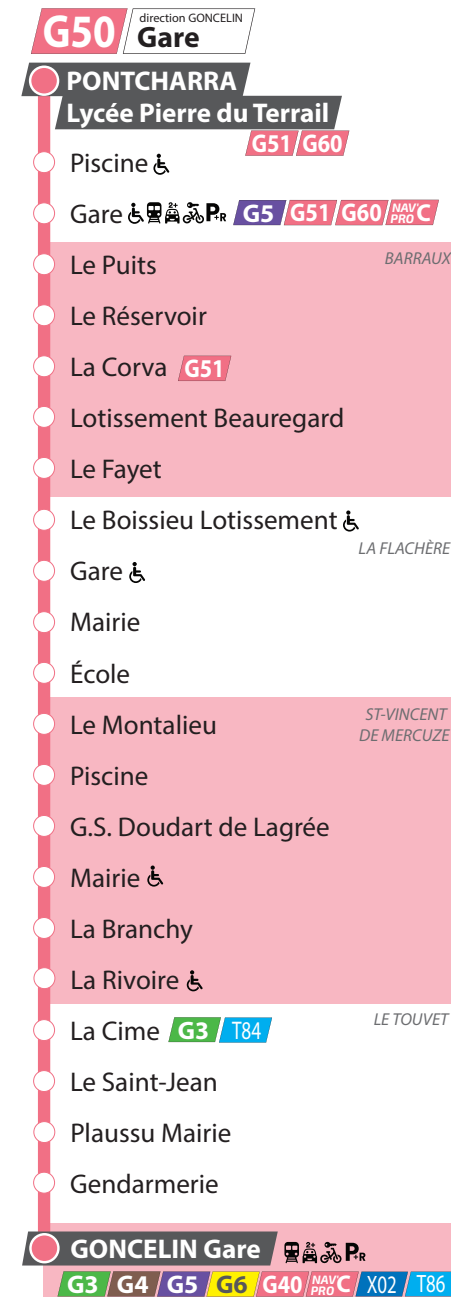 G50 direction GONCELIN
Gare
PONTCHARRA
Lycée Pierre du Terrail
G51 G60
Piscine
Gare P+R G5 G51 G60 NAV'C PRO
Le Puits BARRAUX
Le Réservoir
La Corva G51
Lotissement Beauregard
Le Fayet
Le Boissieu Lotissement
LA FLACHÈRE
Gare
Mairie
École
Le Montalieu ST-VINCENT
DE MERCUZE
Piscine
G.S. Doudart de Lagrée
Mairie
La Branchy
La Rivoire
La Cime G3 T84 LE TOUVET
Le Saint-Jean
Plaussu Mairie
Gendarmerie
GONCELIN Gare P+R
G3 G4 G5 G6 G40 NAV'C PRO X02 T86